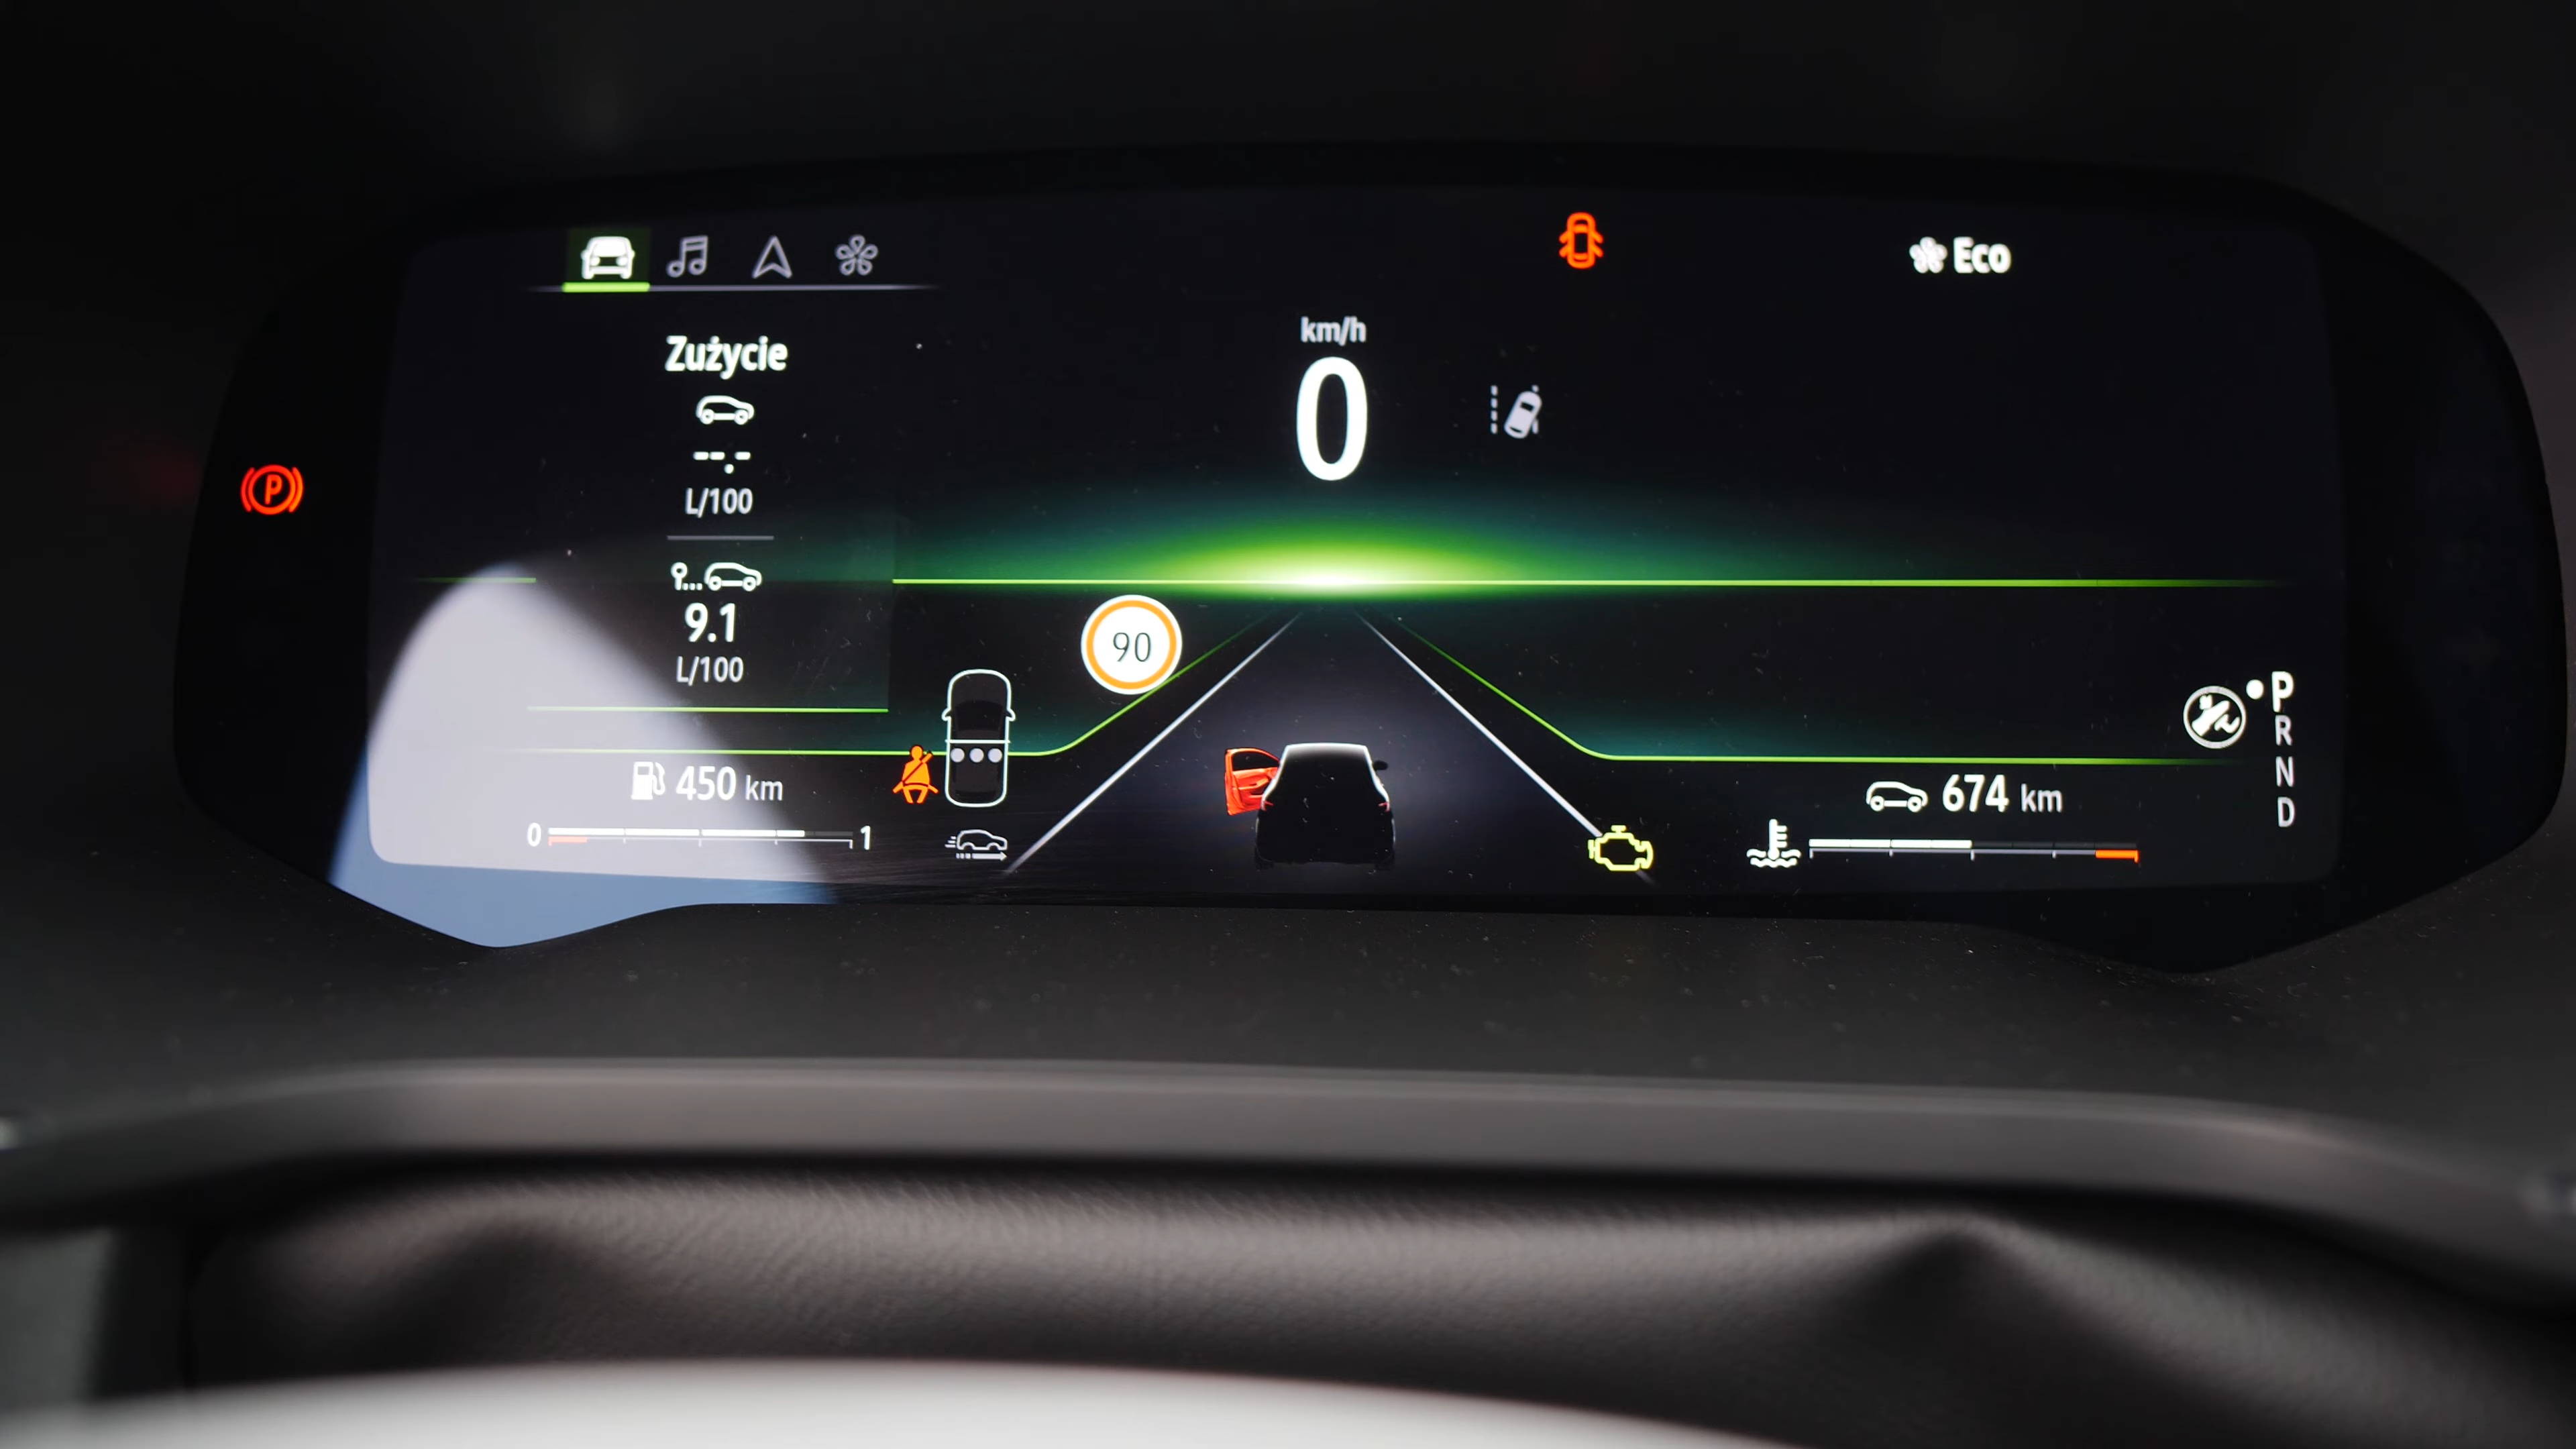 Eco
Zużycie
--.-
L/100
9.1
L/100
km/h
0
90
P
P
R
N
D
450 km
0 1
674 km